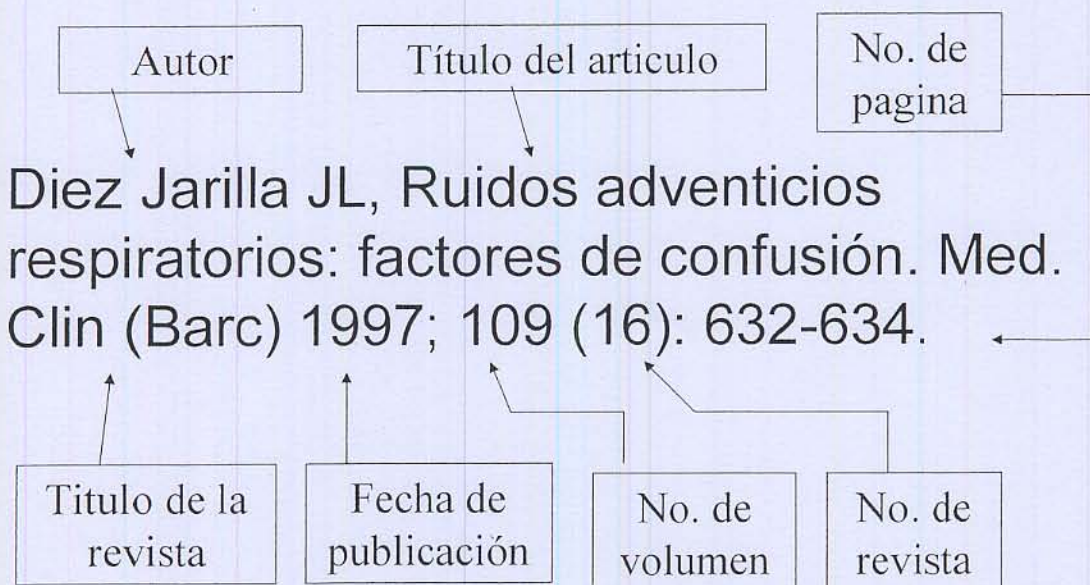 Autor
Título del articulo
No. de
pagina
Diez Jarilla JL, Ruidos adventicios
respiratorios: factores de confusión. Med.
Clin (Barc) 1997; 109 (16): 632-634.
Titulo de la
revista
Fecha de
publicación
No. de
volumen
No. de
revista